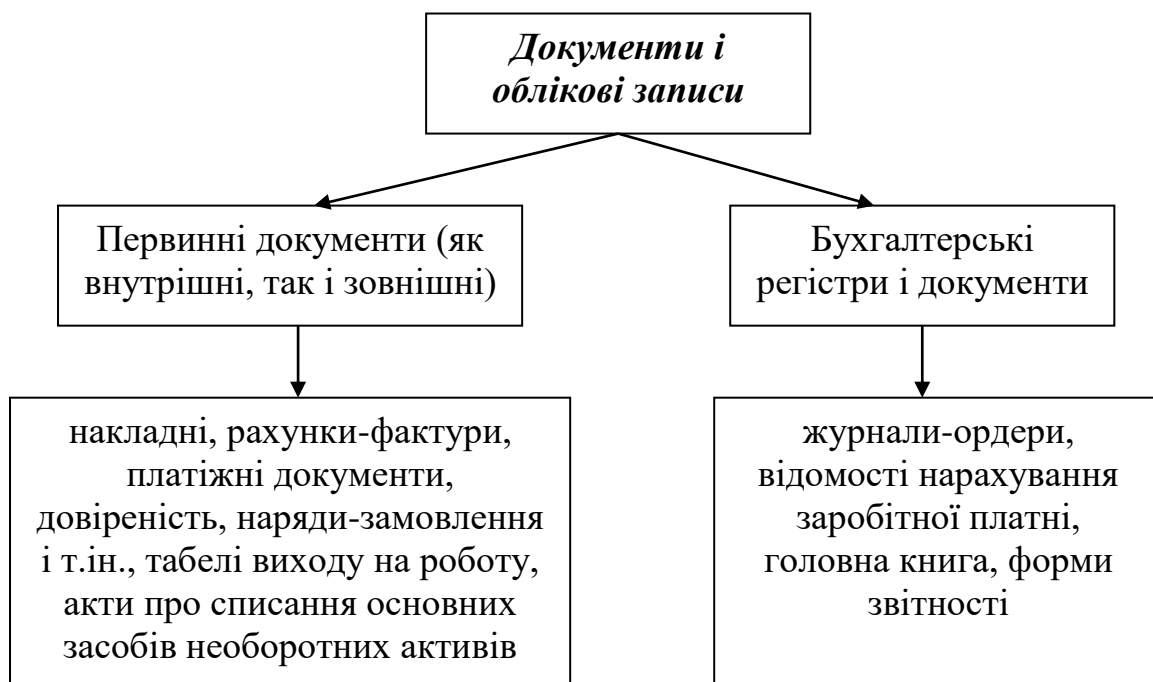 Документи і
облікові записи
Первинні документи (як
внутрішні, так і зовнішні)
Бухгалтерські
регістри і документи
накладні, рахунки-фактури,
платіжні документи,
довіреність, наряди-замовлення
і т.ін., табелі виходу на роботу,
акти про списання основних
засобів необоротних активів
журнали-ордери,
відомості нарахування
заробітної платні,
головна книга, форми
звітності